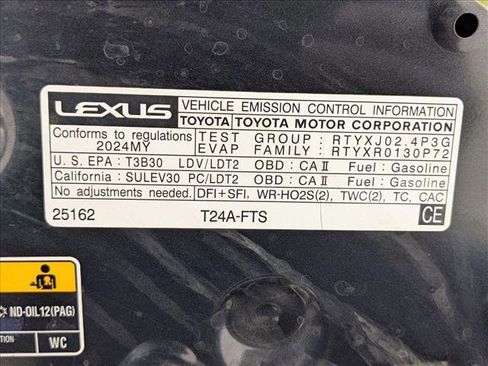 LEXUS VEHICLE EMISSION CONTROL INFORMATION
TOYOTA TOYOTA MOTOR CORPORATION
Conforms to regulations
2024MY
TEST GROUP : RTYXJ02.4P3G
EVAP FAMILY : RTYXR0130P72
U. S. EPA : T3B30 LDV/LDT2 OBD : CA II Fuel : Gasoline
California : SULEV30 PC/LDT2 OBD : CA II Fuel : Gasoline
No adjustments needed. DFI+SFI, WR-HO2S(2), TWC(2), TC, CAC
25162 T24A-FTS CE
ND-OIL12(PAG)
WC